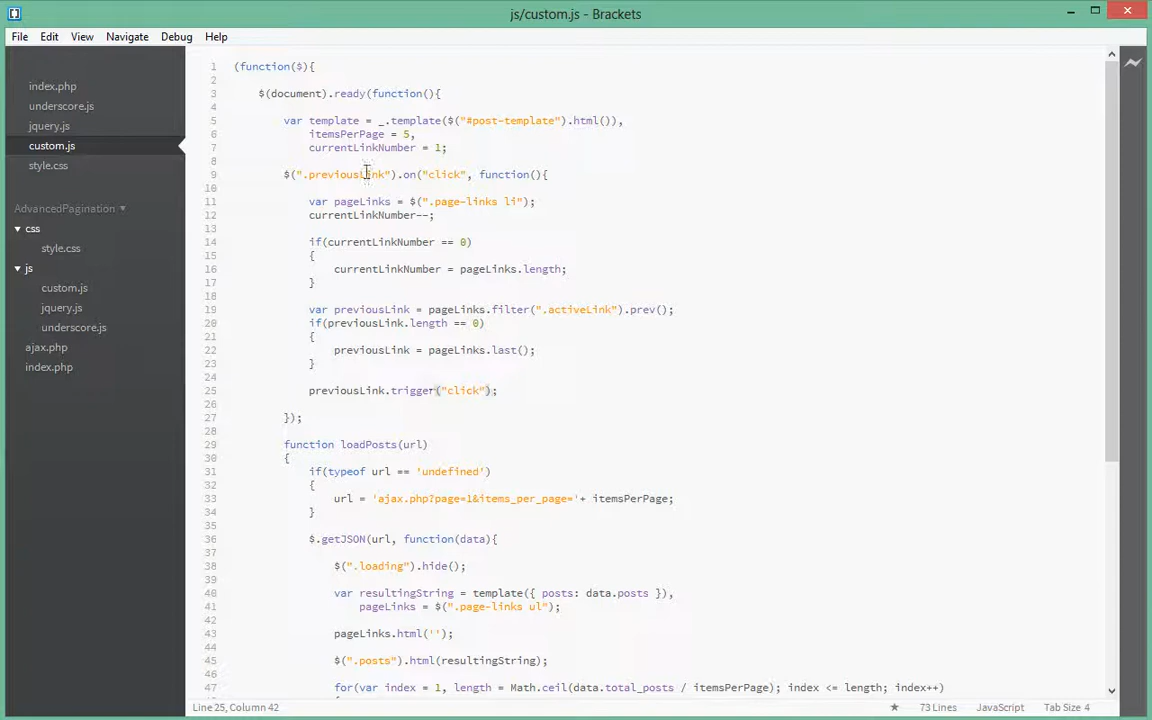 js/custom.js - Brackets
File Edit View Navigate Debug Help
index.php
underscore.js
jquery.js
custom.js
style.css
AdvancedPagination
css
style.css
js
custom.js
jquery.js
underscore.js
ajax.php
index.php
1 (function($){
2
3 $(document).ready(function(){
4
5 var template = _.template($("#post-template").html()),
6 itemsPerPage = 5,
7 currentLinkNumber = 1;
8
9 $(".previousLink").on("click", function(){
10
11 var pageLinks = $(".page-links li");
12 currentLinkNumber--;
13
14 if(currentLinkNumber == 0)
15 {
16 currentLinkNumber = pageLinks.length;
17 }
18
19 var previousLink = pageLinks.filter(".activeLink").prev();
20 if(previousLink.length == 0)
21 {
22 previousLink = pageLinks.last();
23 }
24
25 previousLink.trigger("click");
26
27 });
28
29 function loadPosts(url)
30 {
31 if(typeof url == 'undefined')
32 {
33 url = 'ajax.php?page=1&items_per_page='+ itemsPerPage;
34 }
35
36 $.getJSON(url, function(data){
37
38 $(".loading").hide();
39
40 var resultingString = template({ posts: data.posts }),
41 pageLinks = $(".page-links ul");
42
43 pageLinks.html('');
44
45 $(".posts").html(resultingString);
46
47 for(var index = 1, length = Math.ceil(data.total_posts / itemsPerPage); index <= length; index++)
Line 25, Column 42
73 Lines JavaScript Tab Size 4